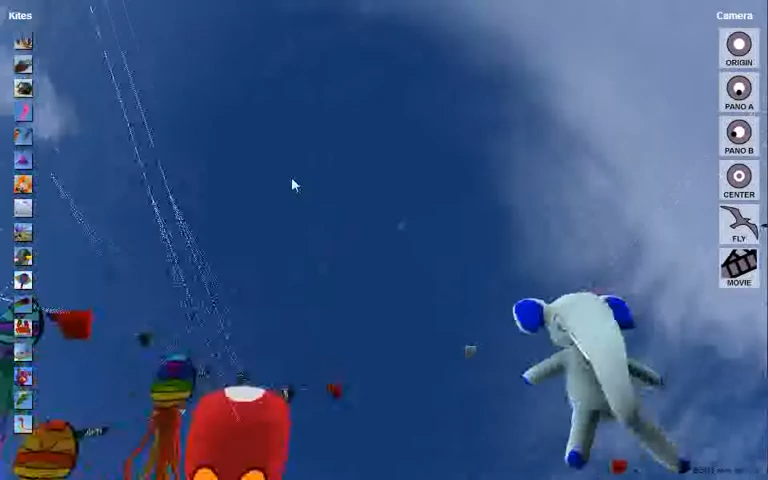 Kites
Camera
ORIGIN
PANO A
PANO B
CENTER
FLY
MOVIE